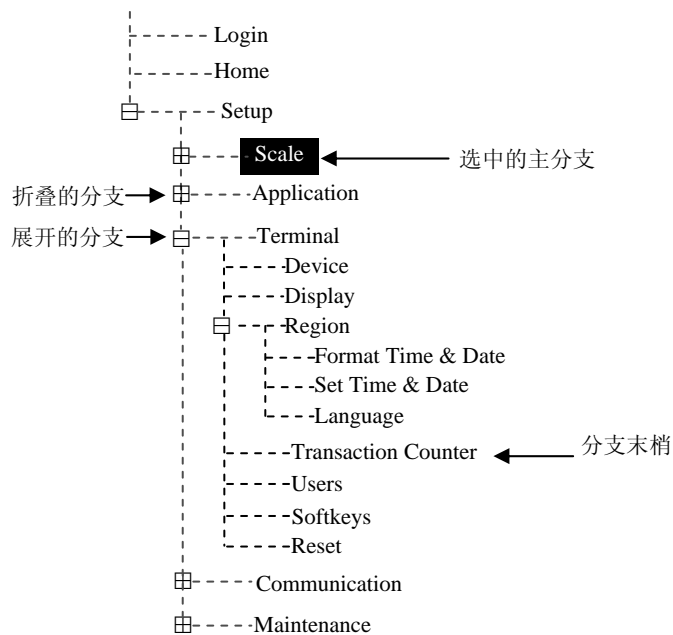 Login
Home
Setup
Scale
选中的主分支
折叠的分支
Application
展开的分支
Terminal
Device
Display
Region
Format Time & Date
Set Time & Date
Language
Transaction Counter
分支末梢
Users
Softkeys
Reset
Communication
Maintenance